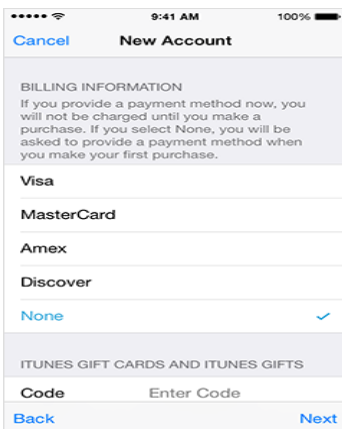 9:41 AM 100%
Cancel New Account
BILLING INFORMATION
If you provide a payment method now, you
will not be charged until you make a
purchase. If you select None, you will be
asked to provide a payment method when
you make your first purchase.
Visa
MasterCard
Amex
Discover
None
ITUNES GIFT CARDS AND ITUNES GIFTS
Code Enter Code
Back Next